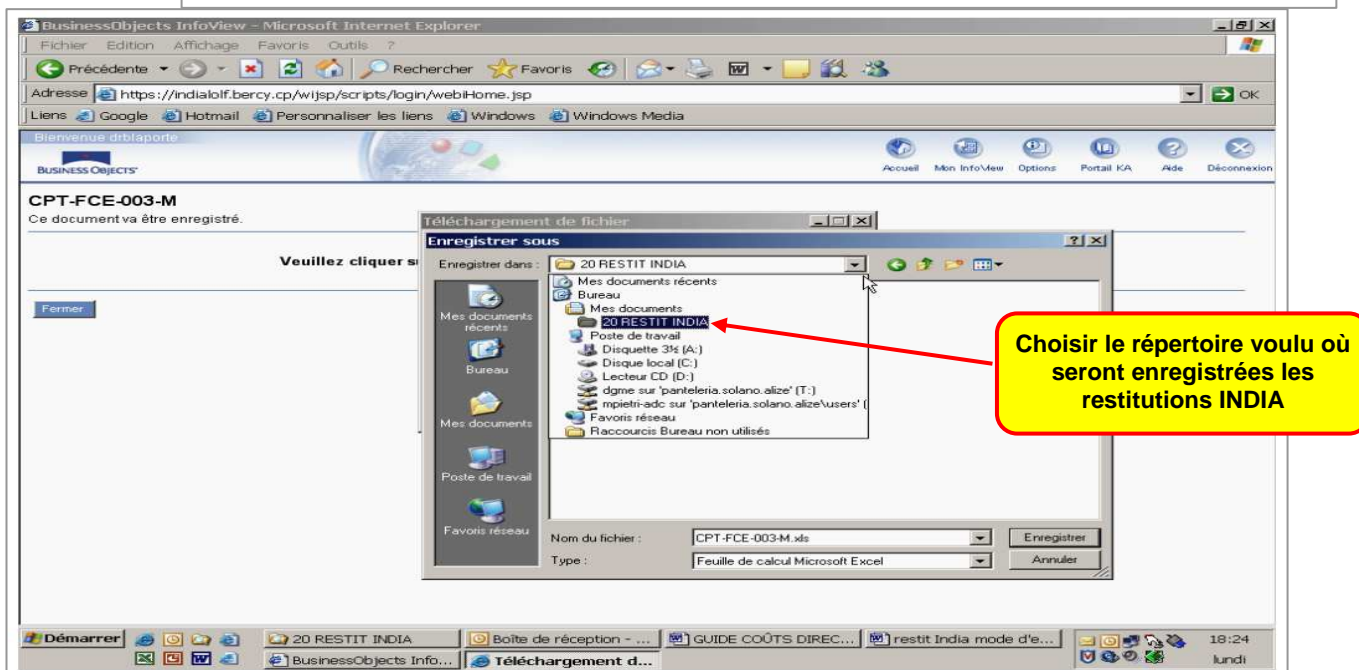 BusinessObjects InfoView - Microsoft Internet Explorer
Fichier Edition Affichage Favoris Outils ?
Précédente Rechercher Favoris
Adresse https://indialolf.bercy.cp/wijsp/scripts/login/webiHome.jsp OK
Liens Google Hotmail Personnaliser les liens Windows Windows Media
Bienvenue drblaporte
BUSINESS OBJECTS
Accueil Mon InfoView Options Portail KA Aide Déconnexion
CPT-FCE-003-M
Ce document va être enregistré.
Veuillez cliquer s
Fermer
Téléchargement de fichier
Enregistrer sous
Enregistrer dans : 20 RESTIT INDIA
Mes documents récents
Bureau
Mes documents
20 RESTIT INDIA
Poste de travail
Disquette 3½ (A:)
Disque local (C:)
Lecteur CD (D:)
dgme sur 'panteleria.solano.alize' (T:)
mpietri-adc sur 'panteleria.solano.alize\users' (
Favoris réseau
Raccourcis Bureau non utilisés
Mes documents
récents
Bureau
Mes documents
Poste de travail
Favoris réseau
Nom du fichier : CPT-FCE-003-M.xls Enregistrer
Type : Feuille de calcul Microsoft Excel Annuler
Choisir le répertoire voulu où
seront enregistrées les
restitutions INDIA
Démarrer 20 RESTIT INDIA Boîte de réception - ... GUIDE COÛTS DIREC... restit India mode d'e... 18:24
BusinessObjects Info... Téléchargement d... lundi